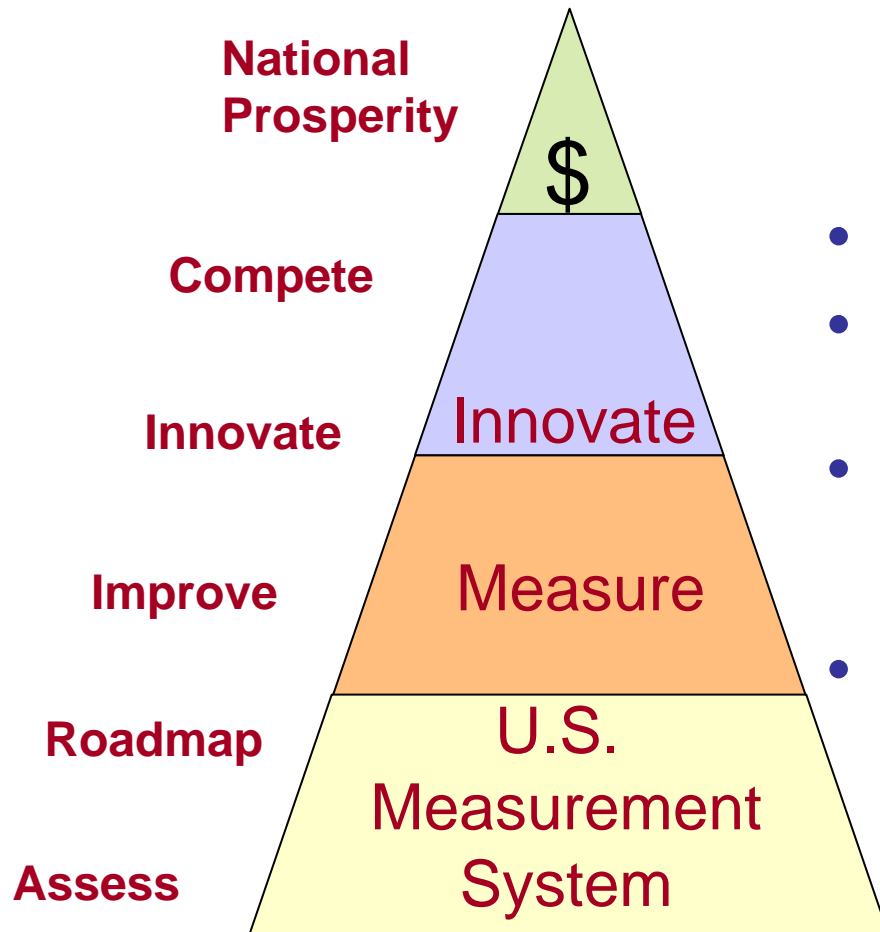 National
Prosperity
$
Compete
Innovate
Innovate
Improve
Measure
Roadmap
U.S.
Measurement
System
Assess